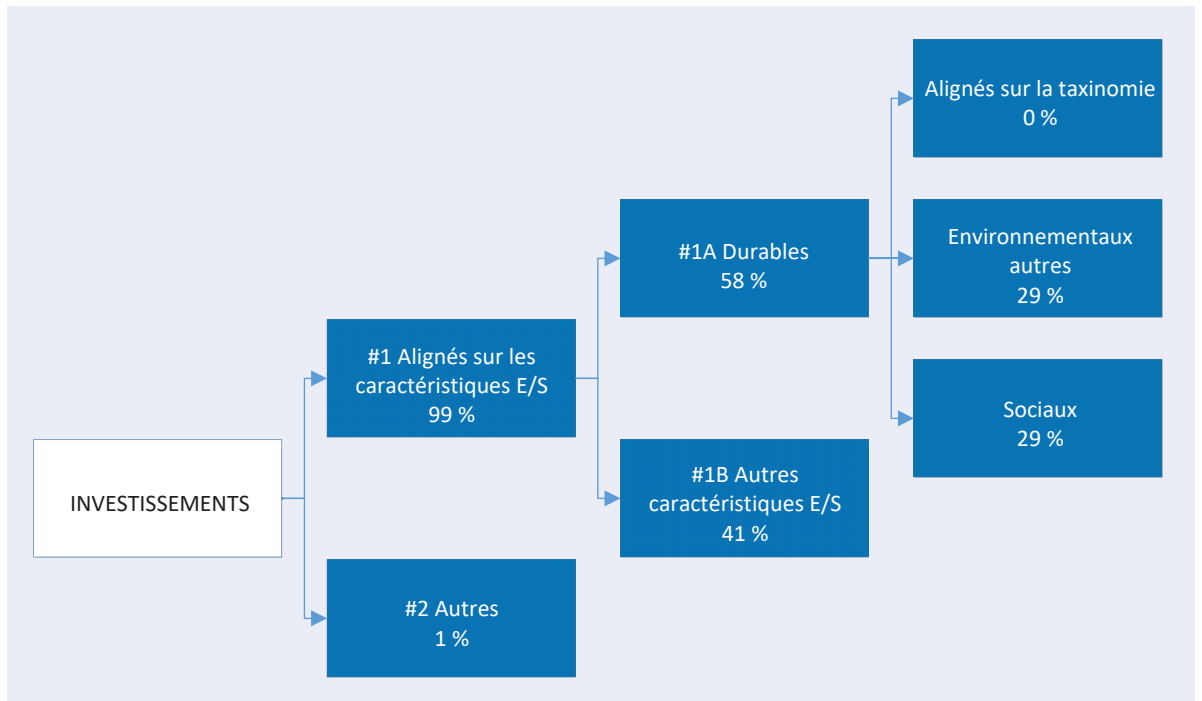 INVESTISSEMENTS
#1 Alignés sur les
caractéristiques E/S
99 %
#2 Autres
1 %
#1A Durables
58 %
#1B Autres
caractéristiques E/S
41 %
Alignés sur la taxinomie
0 %
Environnementaux
autres
29 %
Sociaux
29 %